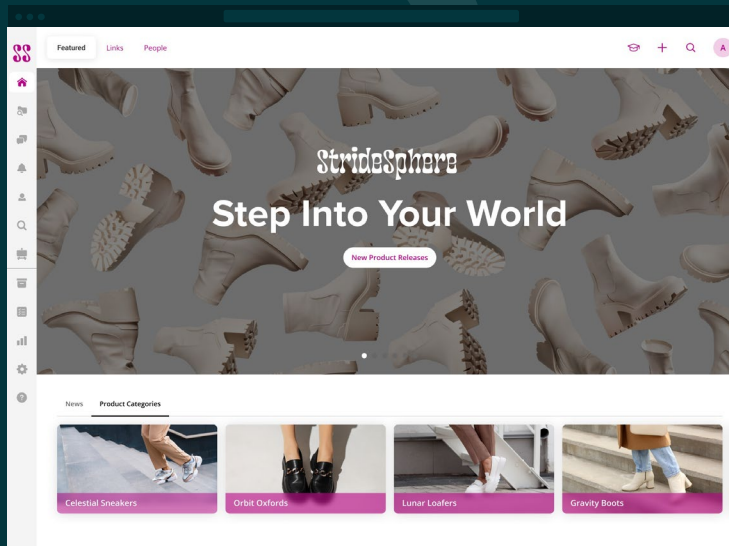 SS
Featured
Links
People
A
StrideSphere
Step Into Your World
New Product Releases
News
Product Categories
Celestial Sneakers
Orbit Oxfords
Lunar Loafers
Gravity Boots